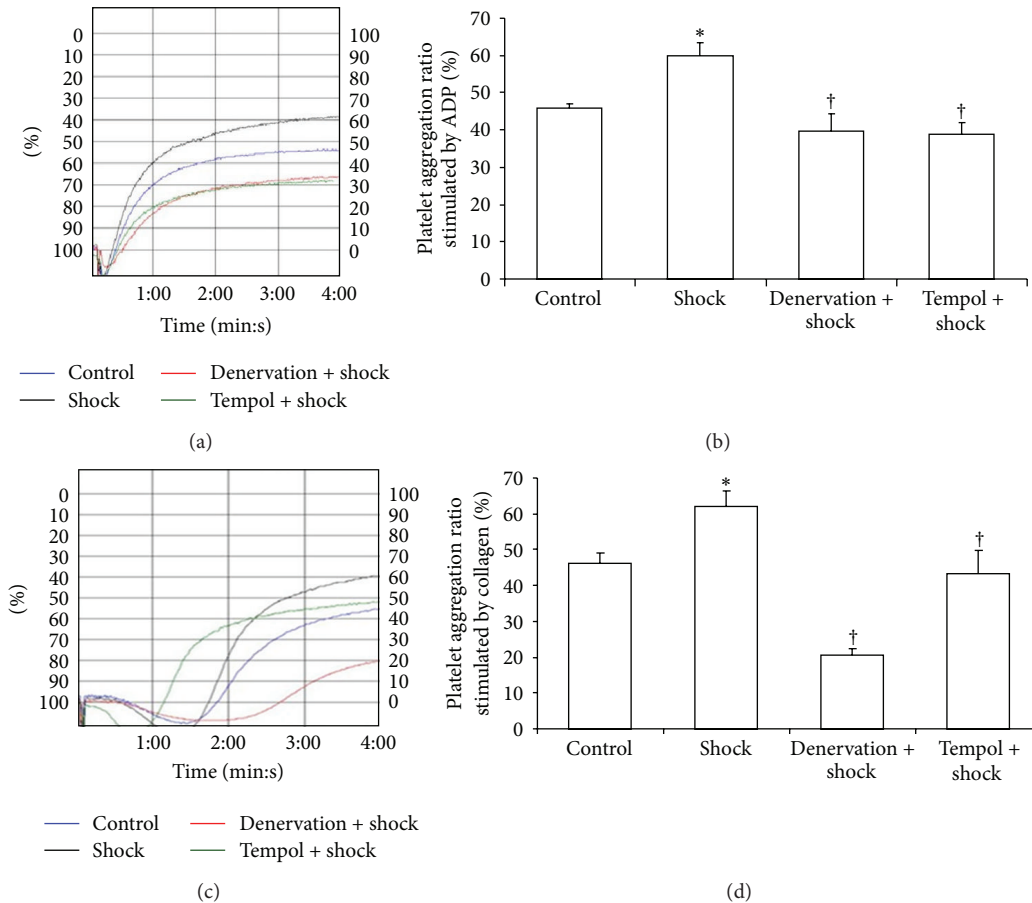 0
10
20
30
40
50
60
70
80
90
100
(%)
100
90
80
70
60
50
40
30
20
10
0
1:00 2:00 3:00 4:00
Time (min:s)
Control
Shock
Denervation + shock
Tempol + shock
(a)
Platelet aggregation ratio
stimulated by ADP (%)
70
60
50
40
30
20
10
0
*
†
†
Control
Shock
Denervation +
shock
Tempol +
shock
(b)
0
10
20
30
40
50
60
70
80
90
100
(%)
100
90
80
70
60
50
40
30
20
10
0
1:00 2:00 3:00 4:00
Time (min:s)
Control
Shock
Denervation + shock
Tempol + shock
(c)
Platelet aggregation ratio
stimulated by collagen (%)
70
60
50
40
30
20
10
0
*
†
†
Control
Shock
Denervation +
shock
Tempol +
shock
(d)